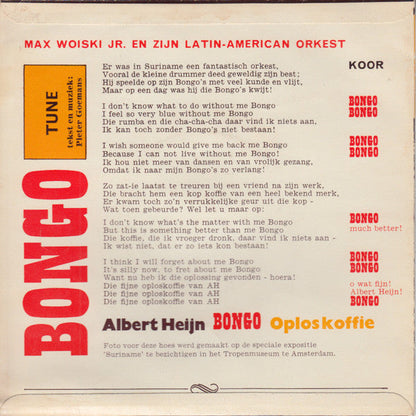 MAX WOISKI JR. EN ZIJN LATIN-AMERICAN ORKEST
KOOR
BONGO TUNE
tekst en muziek:
Pieter Goemans
Er was in Suriname een fantastisch orkest,
Vooral de kleine drummer deed geweldig zijn best;
Hij speelde op zijn Bongo's met veel kunde en vlijt,
Maar op een dag was hij die Bongo's kwijt!
I don't know what to do without me Bongo BONGO
I feel so very blue without me Bongo BONGO
Die rumba en die cha-cha-cha daar vind ik niets aan,
Ik kan toch zonder Bongo's niet bestaan!
I wish someone would give me back me Bongo BONGO
Because I can not live without me Bongo! BONGO
Ik hou niet meer van dansen en van vrolijk gezang,
Omdat ik naar mijn Bongo's zo verlang!
Zo zat-ie laatst te treuren bij een vriend na zijn werk,
Die bracht hem een kop koffie van een heel bekend merk,
Er kwam toch zo'n verrukkelijke geur uit die kop -
Wat toen gebeurde? Wel let u maar op:
I don't know what's the matter with me Bongo BONGO
But this is something better than me Bongo much better!
Die koffie, die ik vroeger dronk, daar vind ik niets aan -
Ik wist niet, dat er zo iets kon bestaan!
I think I will forget about me Bongo BONGO
It's silly now, to fret about me Bongo BONGO
Want nu heb ik die oplossing gevonden - hoera!
Die fijne oploskoffie van AH o wat fijn!
Die fijne oploskoffie van AH Albert Heijn!
Die fijne oploskoffie van AH BONGO
Albert Heijn BONGO Oploskoffie
Foto voor deze hoes werd gemaakt op de speciale expositie
'Suriname' te bezichtigen in het Tropenmuseum te Amsterdam.